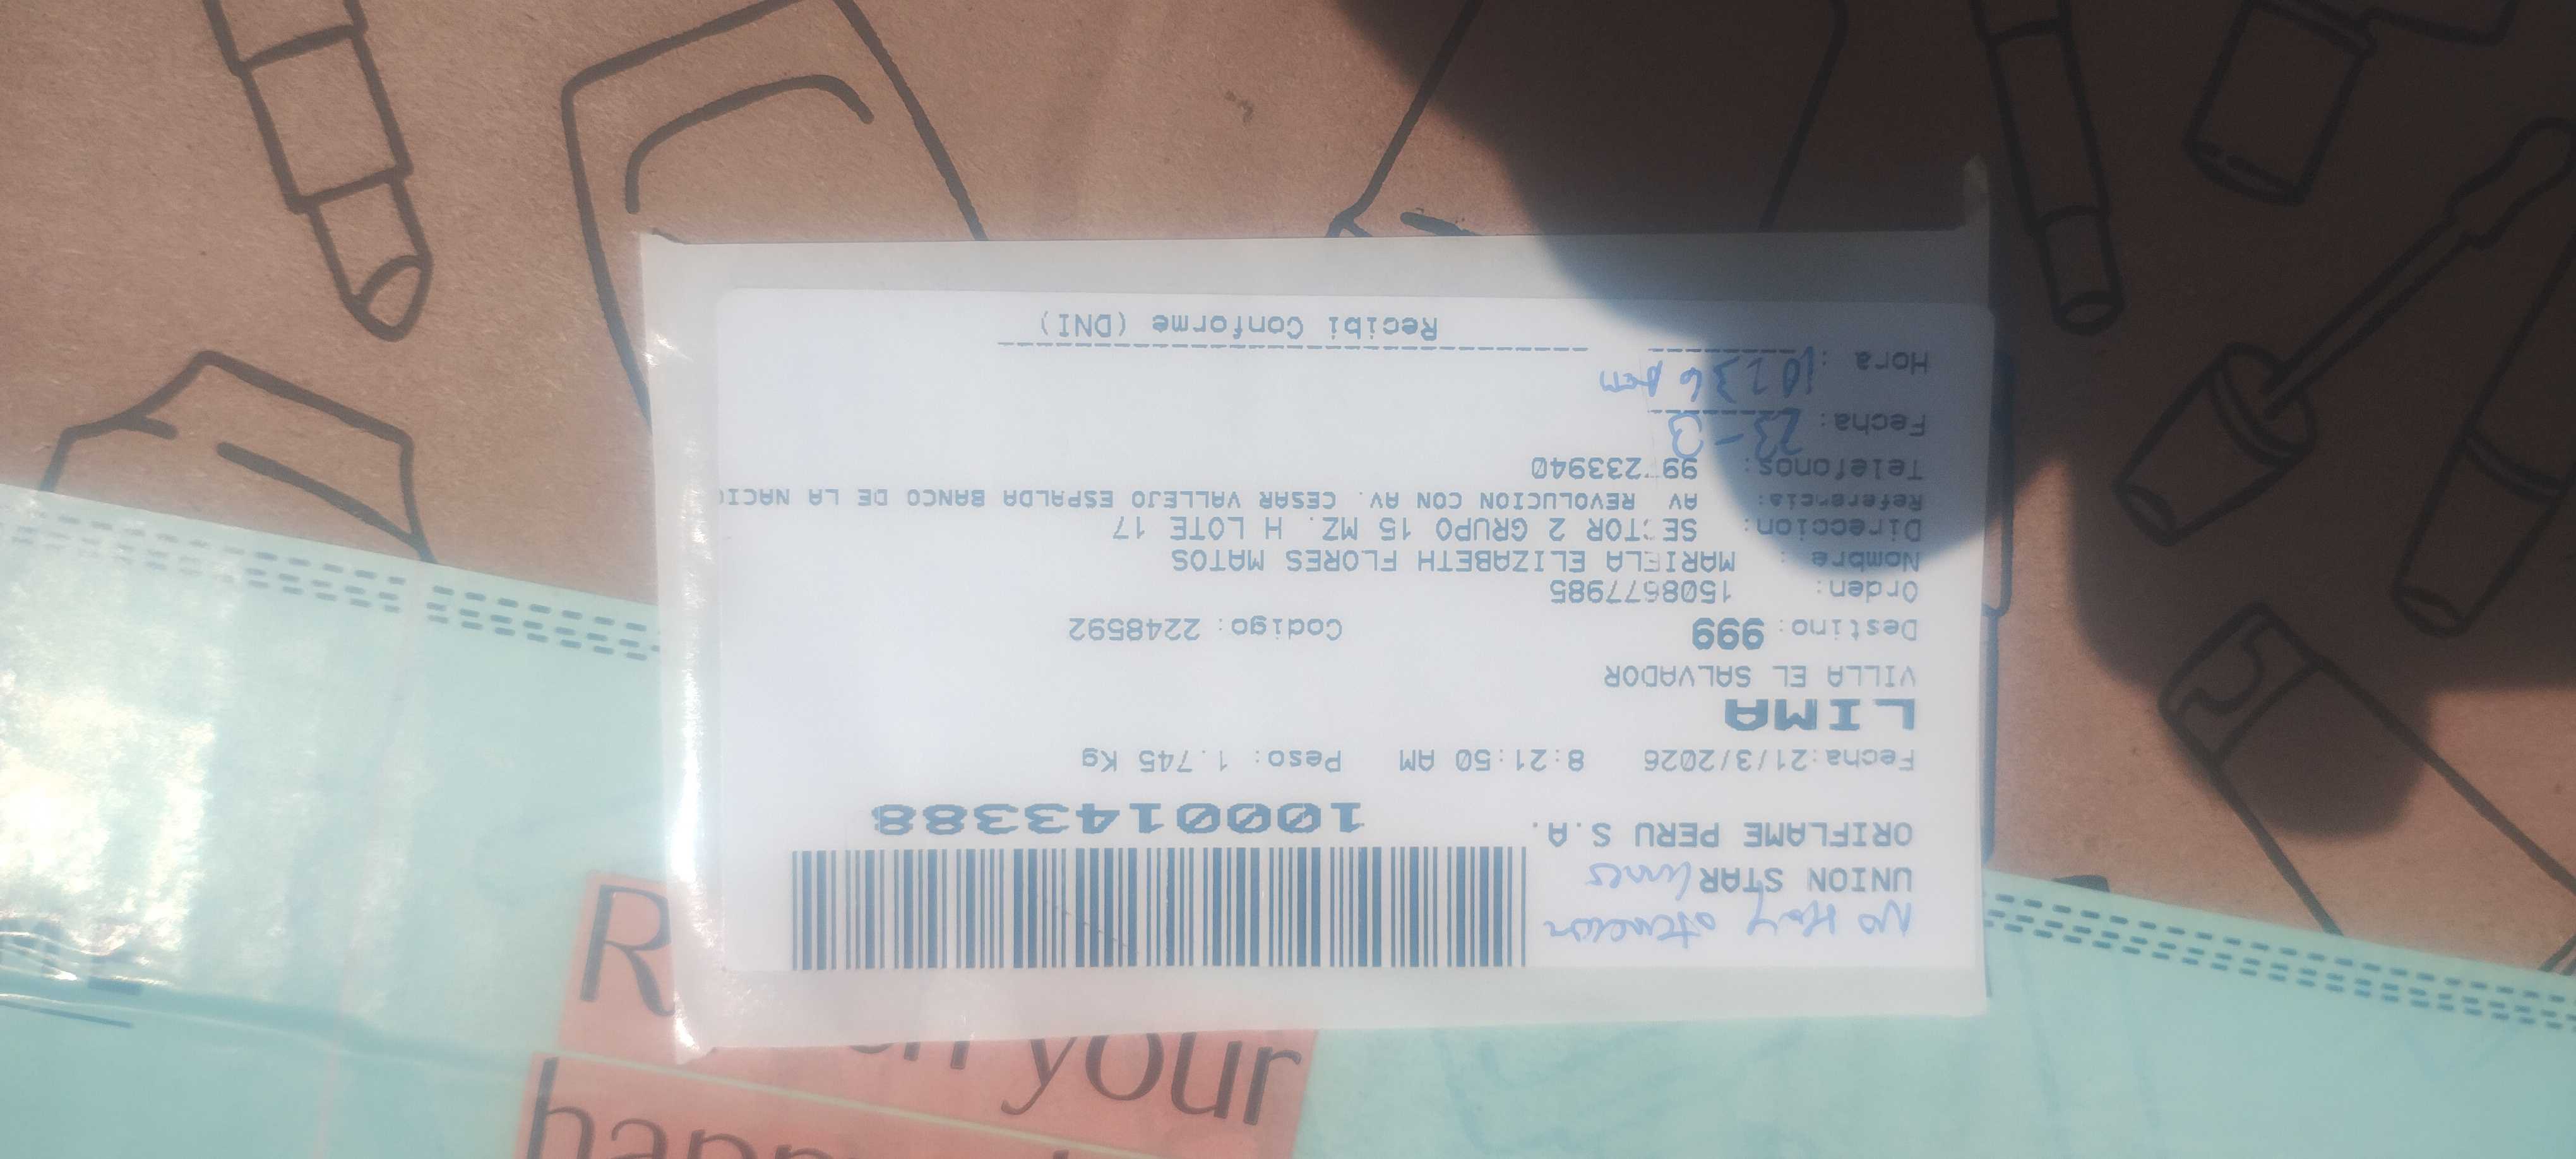 No Hay atencion
UNION STAR lunes
ORIFLAME PERU S.A.
1000143388
Fecha:21/3/2026 8:21:50 AM Peso: 1.745 Kg
LIMA
VILLA EL SALVADOR
Destino: 999 Codigo: 2248592
Orden: 1508677985
Nombre : MARIELA ELIZABETH FLORES MATOS
Direccion: SECTOR 2 GRUPO 15 MZ. H LOTE 17
Referencia: AV REVOLUCION CON AV. CESAR VALLEJO ESPALDA BANCO DE LA NACIO
Telefonos: 99 233940
Fecha: 23-3
Hora : 10:36 am
Recibi Conforme (DNI)
your